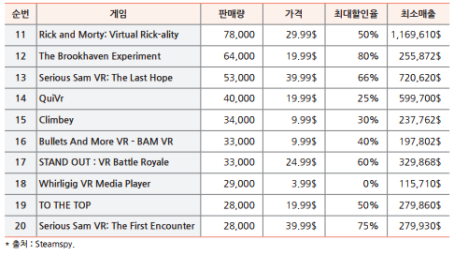 순번 게임 판매량 가격 최대할인율 최소매출
11 Rick and Morty: Virtual Rick-ality 78,000 29.99$ 50% 1,169,610$
12 The Brookhaven Experiment 64,000 19.99$ 80% 255,872$
13 Serious Sam VR: The Last Hope 53,000 39.99$ 66% 720,620$
14 QuiVr 40,000 19.99$ 25% 599,700$
15 Climbey 34,000 9.99$ 30% 237,762$
16 Bullets And More VR - BAM VR 33,000 9.99$ 40% 197,802$
17 STAND OUT : VR Battle Royale 33,000 24.99$ 60% 329,868$
18 Whirligig VR Media Player 29,000 3.99$ 0% 115,710$
19 TO THE TOP 28,000 19.99$ 50% 279,860$
20 Serious Sam VR: The First Encounter 28,000 39.99$ 75% 279,930$
* 출처 : Steamspy.